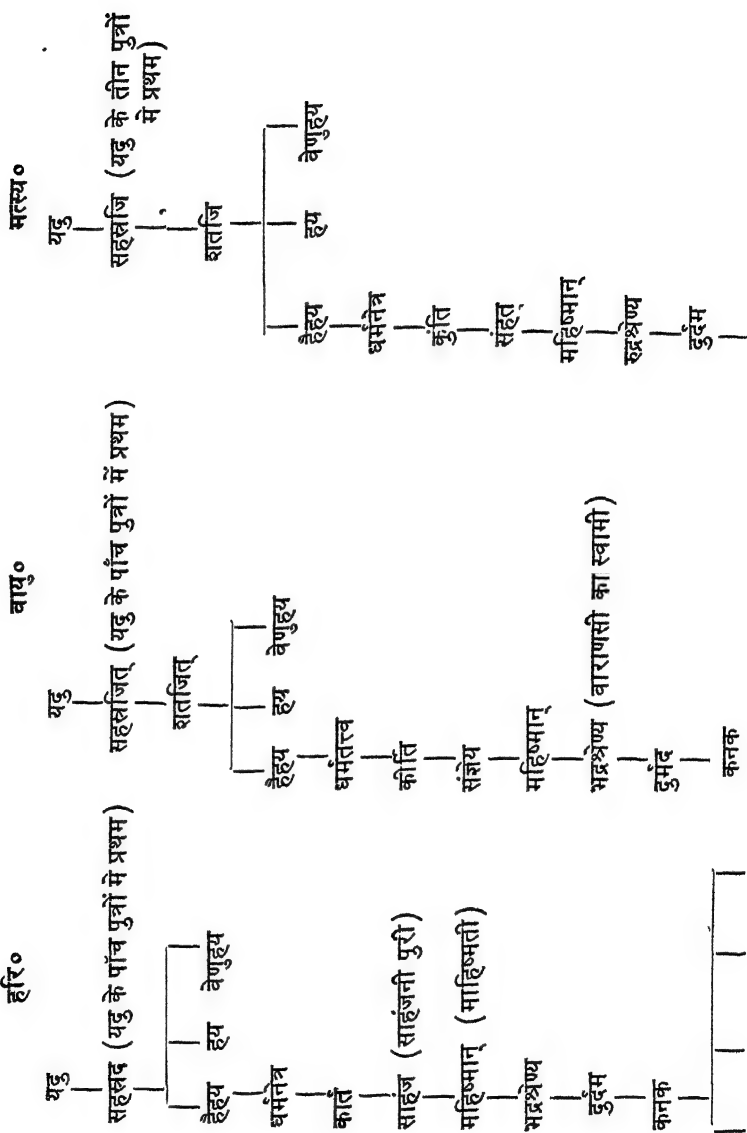 हरि०
यदु
सहस्रद (यदु के पॉच पुत्रों मे प्रथम)
हैहय हय वेणुहय
धर्मनेत्र
कार्त
साहंज (साहंजनी पुरी)
महिष्मान् (माहिष्मती)
भद्रश्रेण्य
दुर्दम
कनक
वायु०
यदु
सहस्रजित् (यदु के पाँच पुत्रों में प्रथम)
शतजित्
हैहय हय वेणुहय
धर्मतत्त्व
कीर्ति
संज्ञेय
महिष्मान्
भद्रश्रेण्य (वाराणसी का स्वामी)
दुर्मद
कनक
मत्स्य०
यदु
सहस्रजि (यदु के तीन पुत्रों
मे प्रथम)
शतजि
हैहय हय वेणुहय
धर्मनेत्र
कुंति
संहत्
महिष्मान्
रुद्रश्रेण्य
दुर्दम